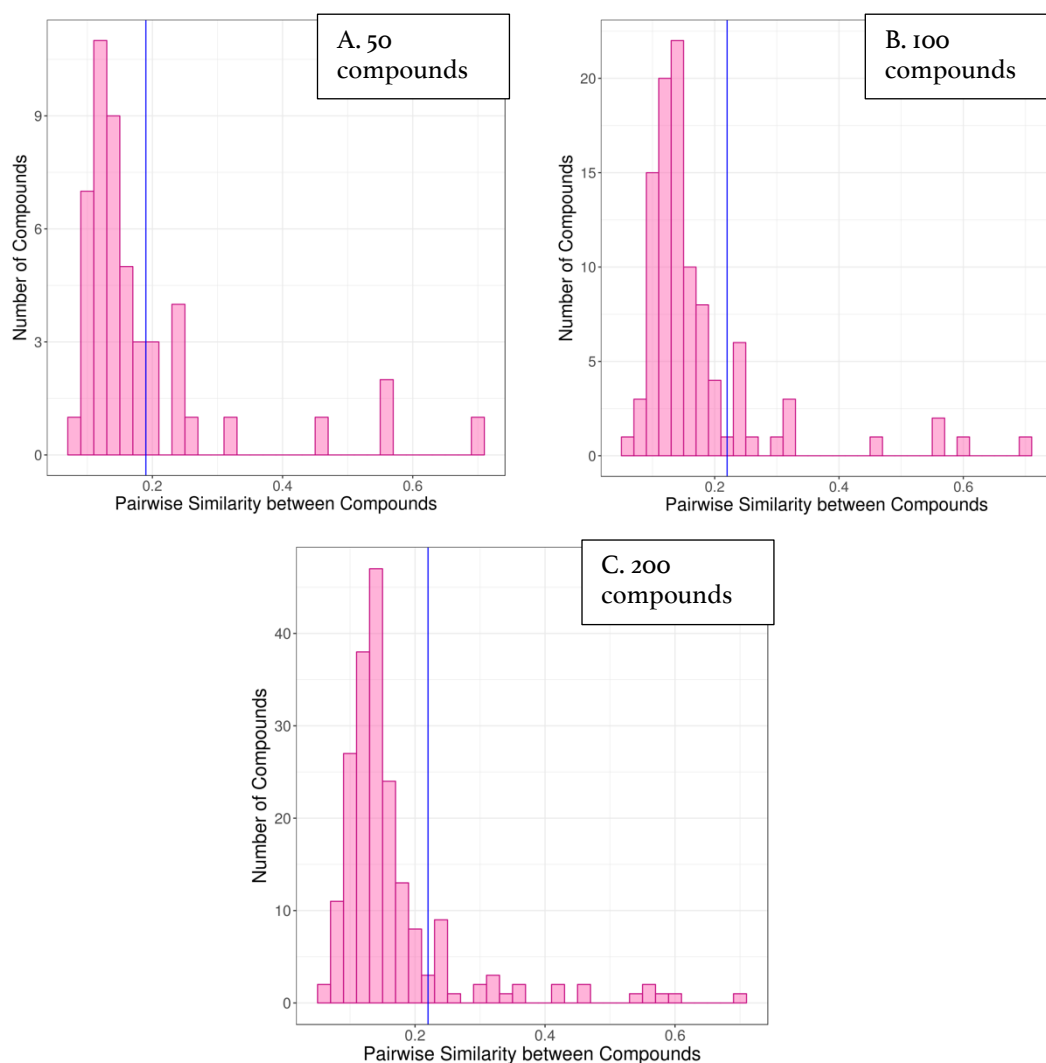 A. 50
compounds
Number of Compounds
9
6
3
0
0.2
0.4
0.6
Pairwise Similarity between Compounds
B. 100
compounds
Number of Compounds
20
15
10
5
0
0.2
0.4
0.6
Pairwise Similarity between Compounds
C. 200
compounds
Number of Compounds
40
30
20
10
0
0.2
0.4
0.6
Pairwise Similarity between Compounds